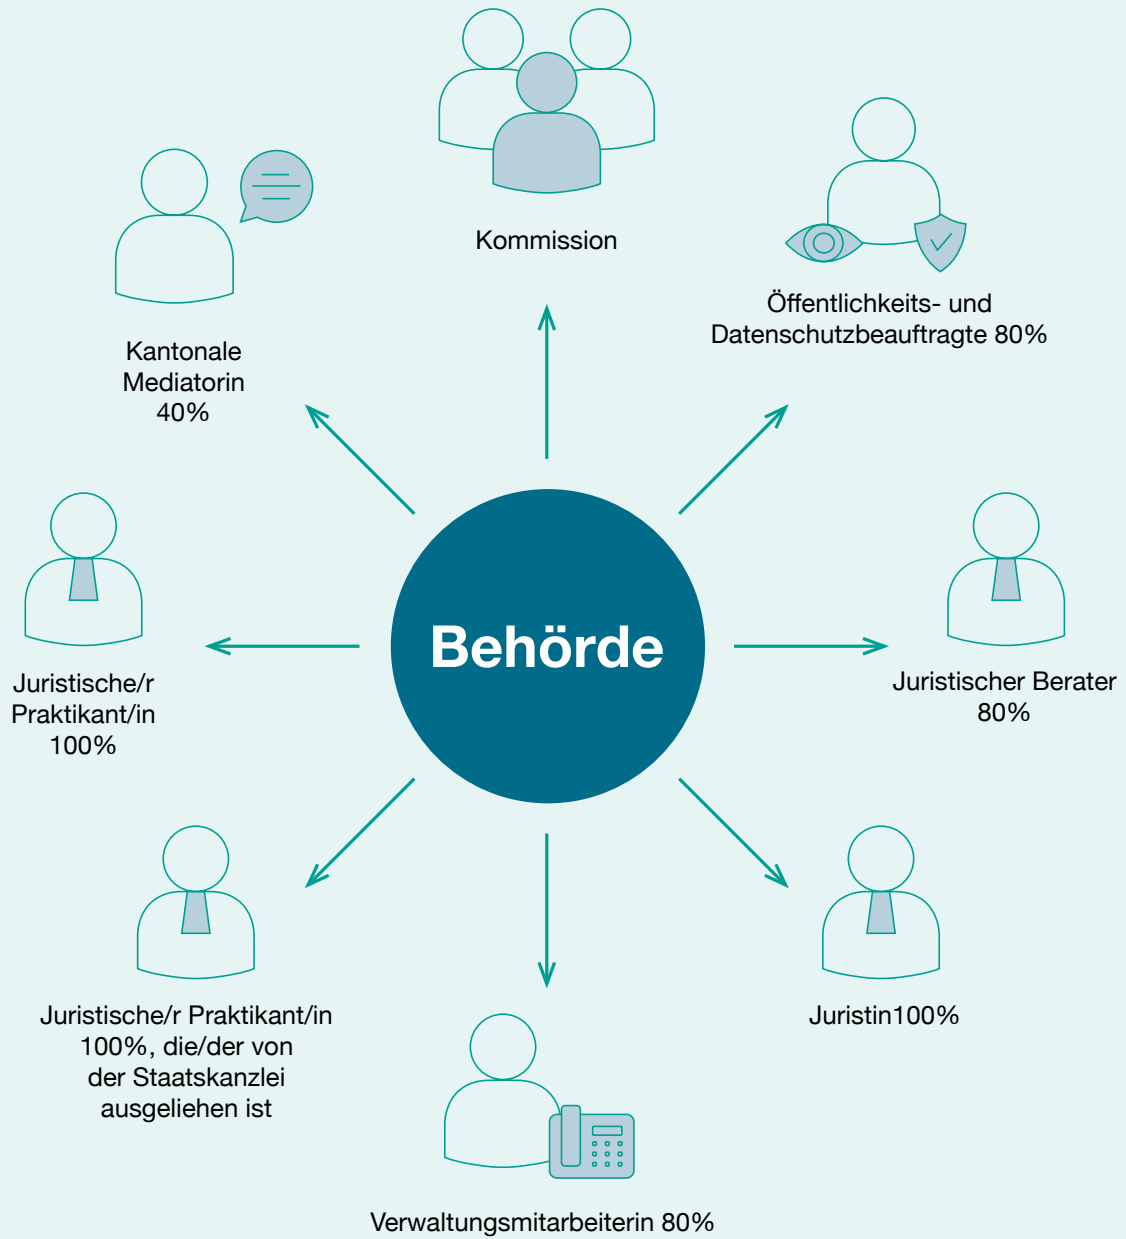 Kommission
Öffentlichkeits- und
Datenschutzbeauftragte 80%
Kantonale
Mediatorin
40%
Behörde
Juristische/r
Praktikant/in
100%
Juristischer Berater
80%
Juristische/r Praktikant/in
100%, die/der von
der Staatskanzlei
ausgeliehen ist
Juristin100%
Verwaltungsmitarbeiterin 80%